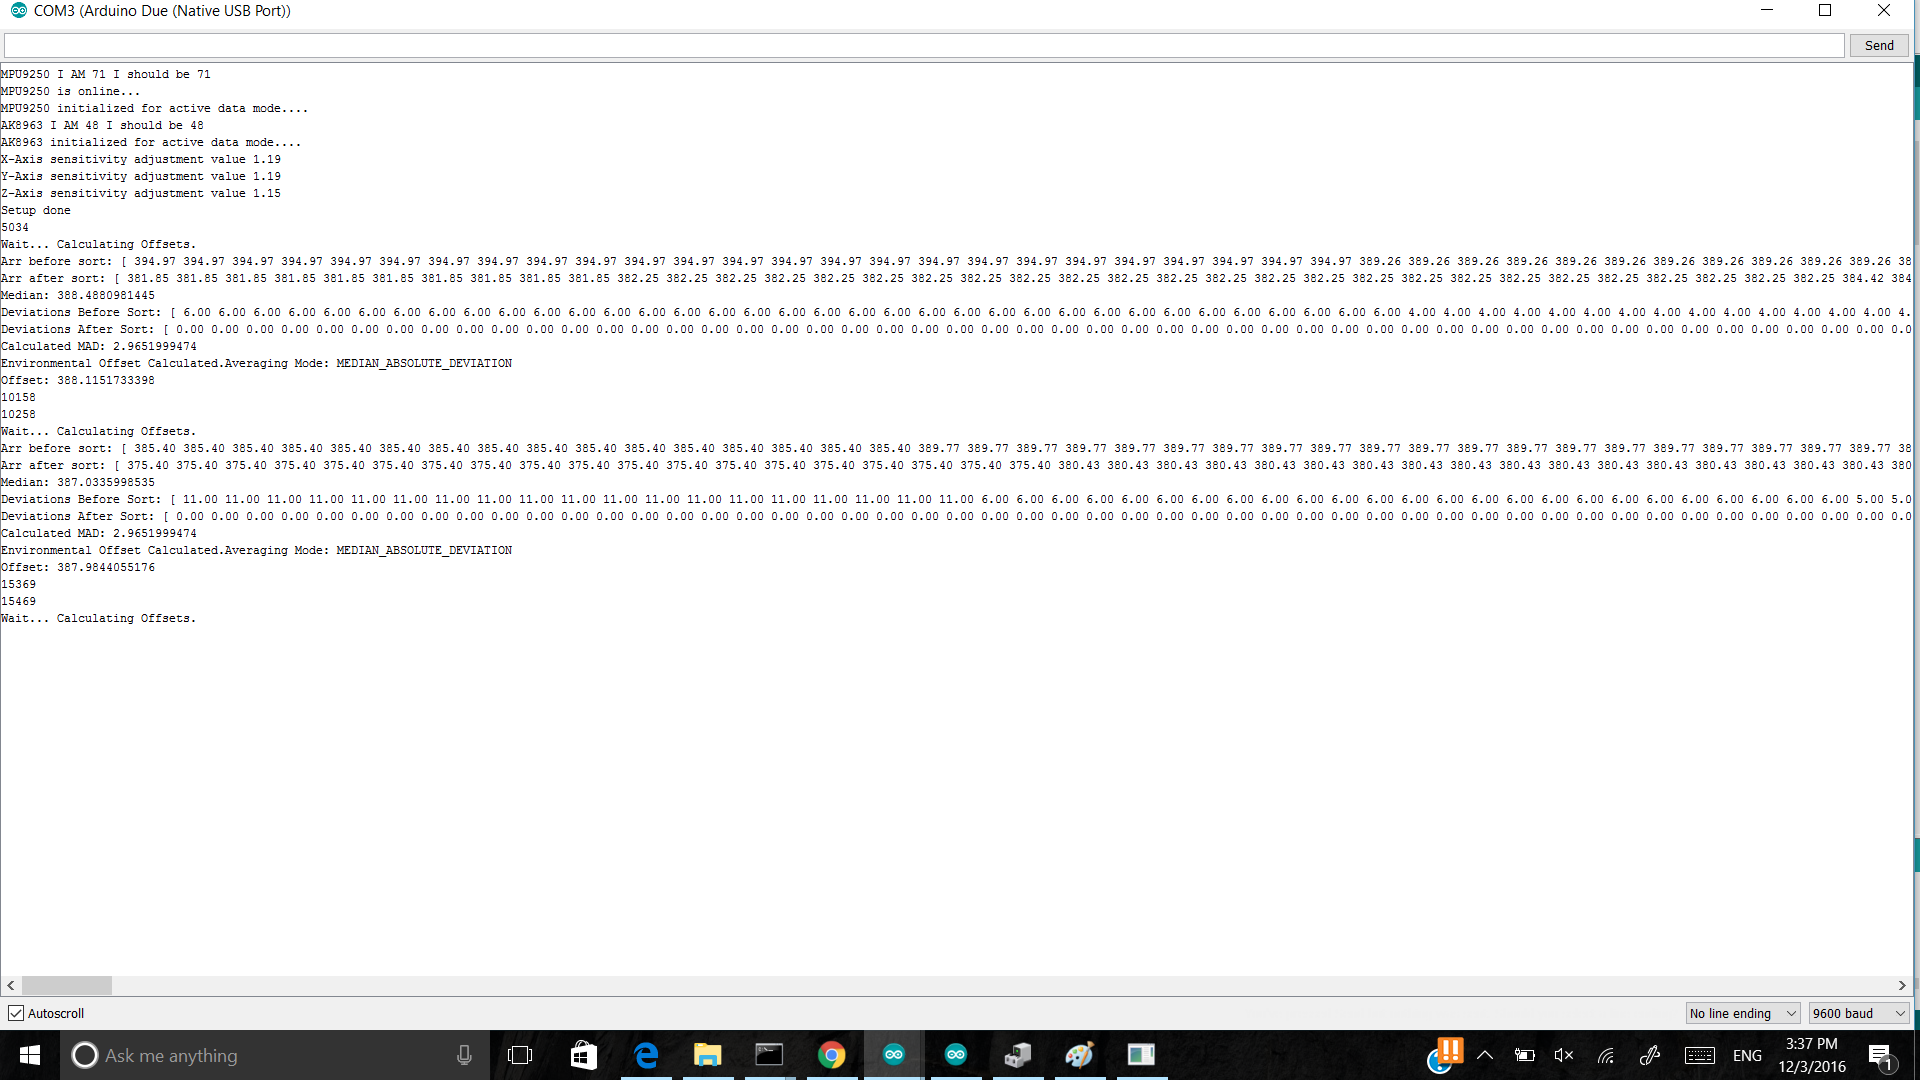 COM3 (Arduino Due (Native USB Port))
Send
MPU9250 I AM 71 I should be 71
MPU9250 is online...
MPU9250 initialized for active data mode....
AK8963 I AM 48 I should be 48
AK8963 initialized for active data mode....
X-Axis sensitivity adjustment value 1.19
Y-Axis sensitivity adjustment value 1.19
Z-Axis sensitivity adjustment value 1.15
Setup done
5034
Wait... Calculating Offsets.
Arr before sort: [ 394.97 394.97 394.97 394.97 394.97 394.97 394.97 394.97 394.97 394.97 394.97 394.97 394.97 394.97 394.97 394.97 394.97 394.97 394.97 394.97 394.97 394.97 394.97 394.97 394.97 389.26 389.26 389.26 389.26 389.26 389.26 389.26 389.26 389.26 389.26 389.26 38
Arr after sort: [ 381.85 381.85 381.85 381.85 381.85 381.85 381.85 381.85 381.85 381.85 382.25 382.25 382.25 382.25 382.25 382.25 382.25 382.25 382.25 382.25 382.25 382.25 382.25 382.25 382.25 382.25 382.25 382.25 382.25 382.25 382.25 382.25 382.25 382.25 382.25 384.42 384
Median: 388.4880981445
Deviations Before Sort: [ 6.00 6.00 6.00 6.00 6.00 6.00 6.00 6.00 6.00 6.00 6.00 6.00 6.00 6.00 6.00 6.00 6.00 6.00 6.00 6.00 6.00 6.00 6.00 6.00 6.00 6.00 6.00 6.00 6.00 6.00 6.00 6.00 6.00 6.00 6.00 4.00 4.00 4.00 4.00 4.00 4.00 4.00 4.00 4.00 4.00 4.00 4.00 4.00 4.00 4.
Deviations After Sort: [ 0.00 0.00 0.00 0.00 0.00 0.00 0.00 0.00 0.00 0.00 0.00 0.00 0.00 0.00 0.00 0.00 0.00 0.00 0.00 0.00 0.00 0.00 0.00 0.00 0.00 0.00 0.00 0.00 0.00 0.00 0.00 0.00 0.00 0.00 0.00 0.00 0.00 0.00 0.00 0.00 0.00 0.00 0.00 0.00 0.00 0.00 0.00 0.00 0.00 0.0
Calculated MAD: 2.9651999474
Environmental Offset Calculated.Averaging Mode: MEDIAN_ABSOLUTE_DEVIATION
Offset: 388.1151733398
10158
10258
Wait... Calculating Offsets.
Arr before sort: [ 385.40 385.40 385.40 385.40 385.40 385.40 385.40 385.40 385.40 385.40 385.40 385.40 385.40 385.40 385.40 385.40 389.77 389.77 389.77 389.77 389.77 389.77 389.77 389.77 389.77 389.77 389.77 389.77 389.77 389.77 389.77 389.77 389.77 389.77 389.77 389.77 38
Arr after sort: [ 375.40 375.40 375.40 375.40 375.40 375.40 375.40 375.40 375.40 375.40 375.40 375.40 375.40 375.40 375.40 375.40 375.40 375.40 375.40 380.43 380.43 380.43 380.43 380.43 380.43 380.43 380.43 380.43 380.43 380.43 380.43 380.43 380.43 380.43 380.43 380.43 380
Median: 387.0335998535
Deviations Before Sort: [ 11.00 11.00 11.00 11.00 11.00 11.00 11.00 11.00 11.00 11.00 11.00 11.00 11.00 11.00 11.00 11.00 11.00 11.00 11.00 6.00 6.00 6.00 6.00 6.00 6.00 6.00 6.00 6.00 6.00 6.00 6.00 6.00 6.00 6.00 6.00 6.00 6.00 6.00 6.00 6.00 6.00 6.00 6.00 6.00 5.00 5.0
Deviations After Sort: [ 0.00 0.00 0.00 0.00 0.00 0.00 0.00 0.00 0.00 0.00 0.00 0.00 0.00 0.00 0.00 0.00 0.00 0.00 0.00 0.00 0.00 0.00 0.00 0.00 0.00 0.00 0.00 0.00 0.00 0.00 0.00 0.00 0.00 0.00 0.00 0.00 0.00 0.00 0.00 0.00 0.00 0.00 0.00 0.00 0.00 0.00 0.00 0.00 0.00 0.0
Calculated MAD: 2.9651999474
Environmental Offset Calculated.Averaging Mode: MEDIAN_ABSOLUTE_DEVIATION
Offset: 387.9844055176
15369
15469
Wait... Calculating Offsets.
Autoscroll
No line ending
9600 baud
Ask me anything
ENG
3:37 PM
12/3/2016
1